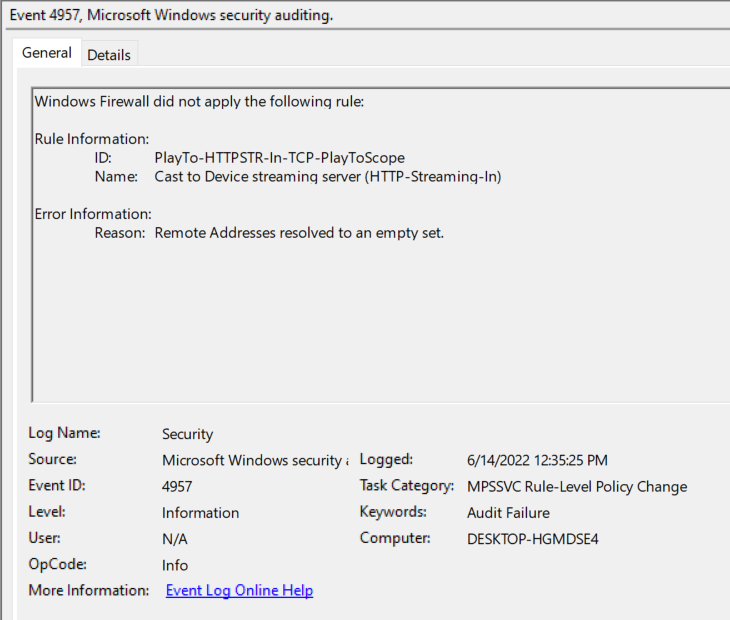 Event 4957, Microsoft Windows security auditing.
General Details
Windows Firewall did not apply the following rule:
Rule Information:
ID: PlayTo-HTTPSTR-In-TCP-PlayToScope
Name: Cast to Device streaming server (HTTP-Streaming-In)
Error Information:
Reason: Remote Addresses resolved to an empty set.
Log Name: Security
Source: Microsoft Windows security Logged: 6/14/2022 12:35:25 PM
Event ID: 4957 Task Category: MPSSVC Rule-Level Policy Change
Level: Information Keywords: Audit Failure
User: N/A Computer: DESKTOP-HGMDSE4
OpCode: Info
More Information: Event Log Online Help